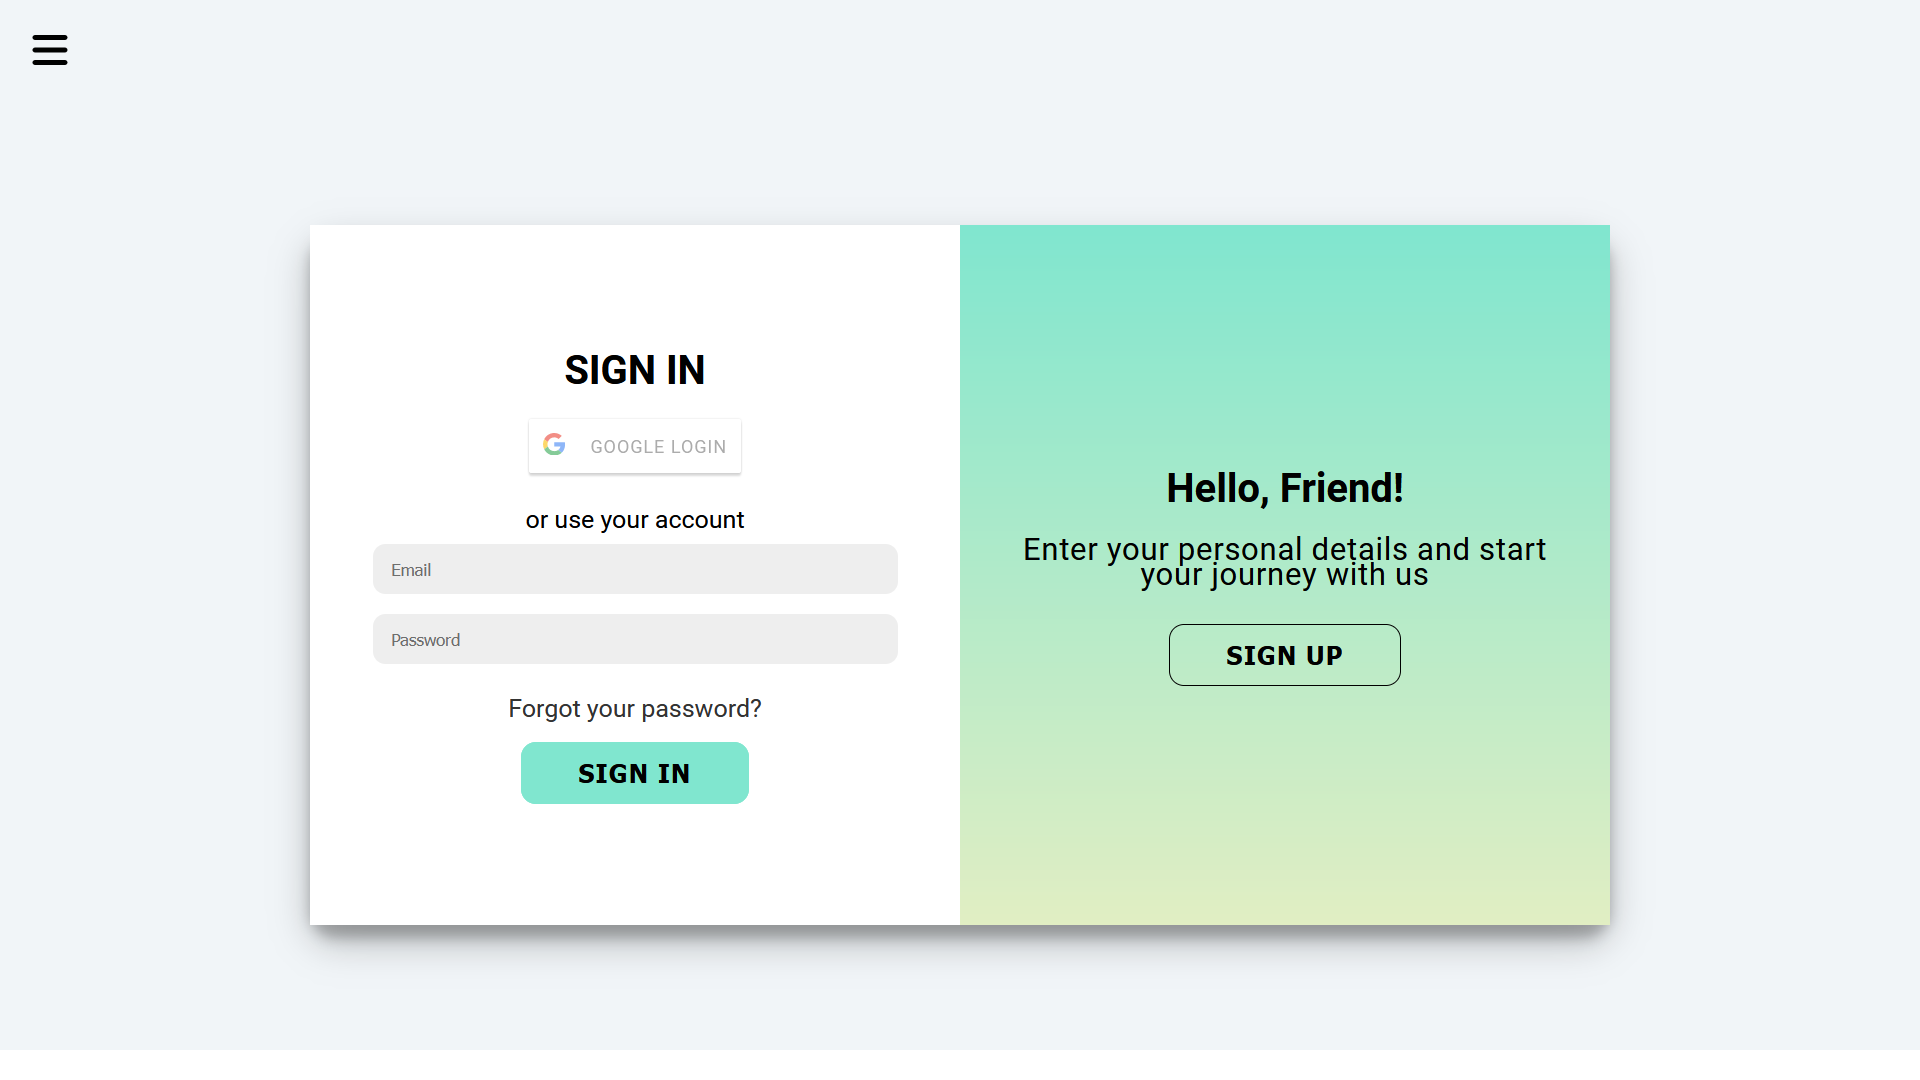 SIGN IN
GOOGLE LOGIN
or use your account
Email
Password
Forgot your password?
SIGN IN
Hello, Friend!
Enter your personal details and start
your journey with us
SIGN UP